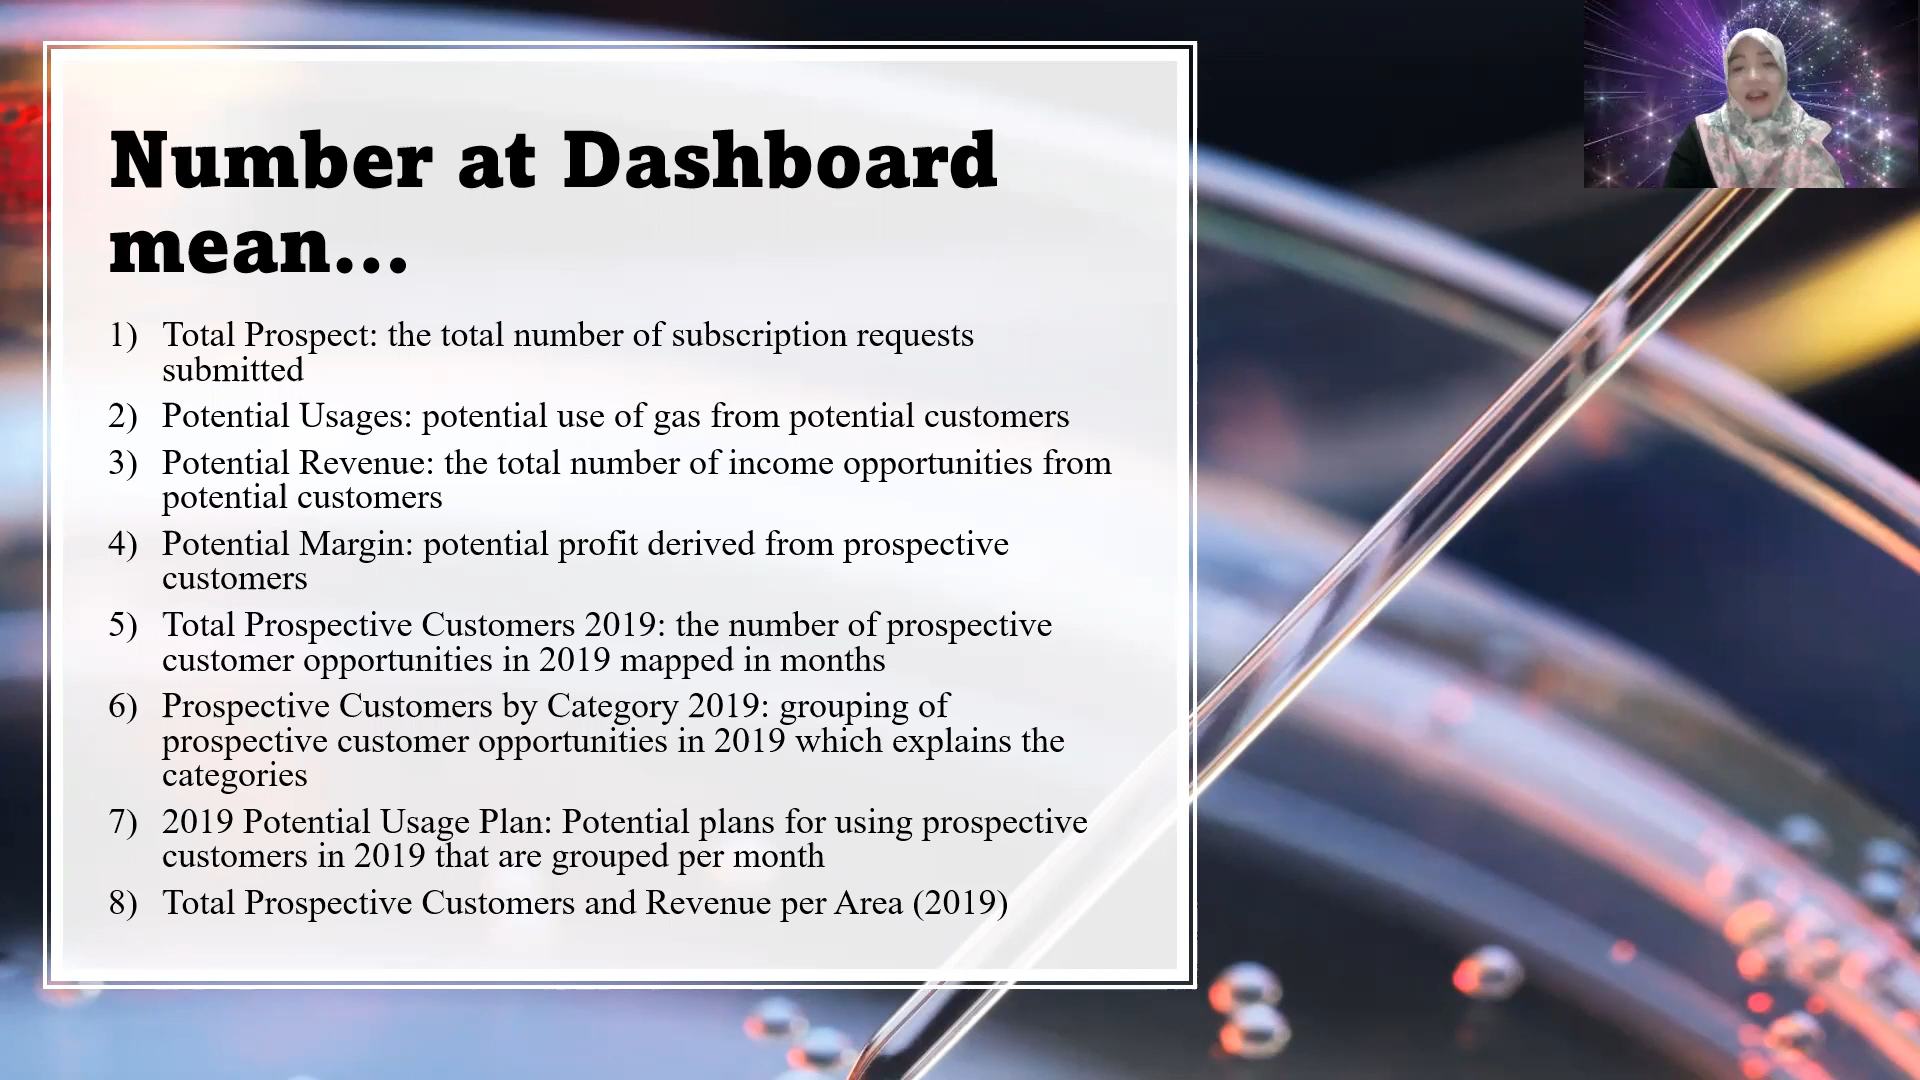 Number at Dashboard
mean...
1) Total Prospect: the total number of subscription requests
submitted
2) Potential Usages: potential use of gas from potential customers
3) Potential Revenue: the total number of income opportunities from
potential customers
4) Potential Margin: potential profit derived from prospective
customers
5) Total Prospective Customers 2019: the number of prospective
customer opportunities in 2019 mapped in months
6) Prospective Customers by Category 2019: grouping of
prospective customer opportunities in 2019 which explains the
categories
7) 2019 Potential Usage Plan: Potential plans for using prospective
customers in 2019 that are grouped per month
8) Total Prospective Customers and Revenue per Area (2019)